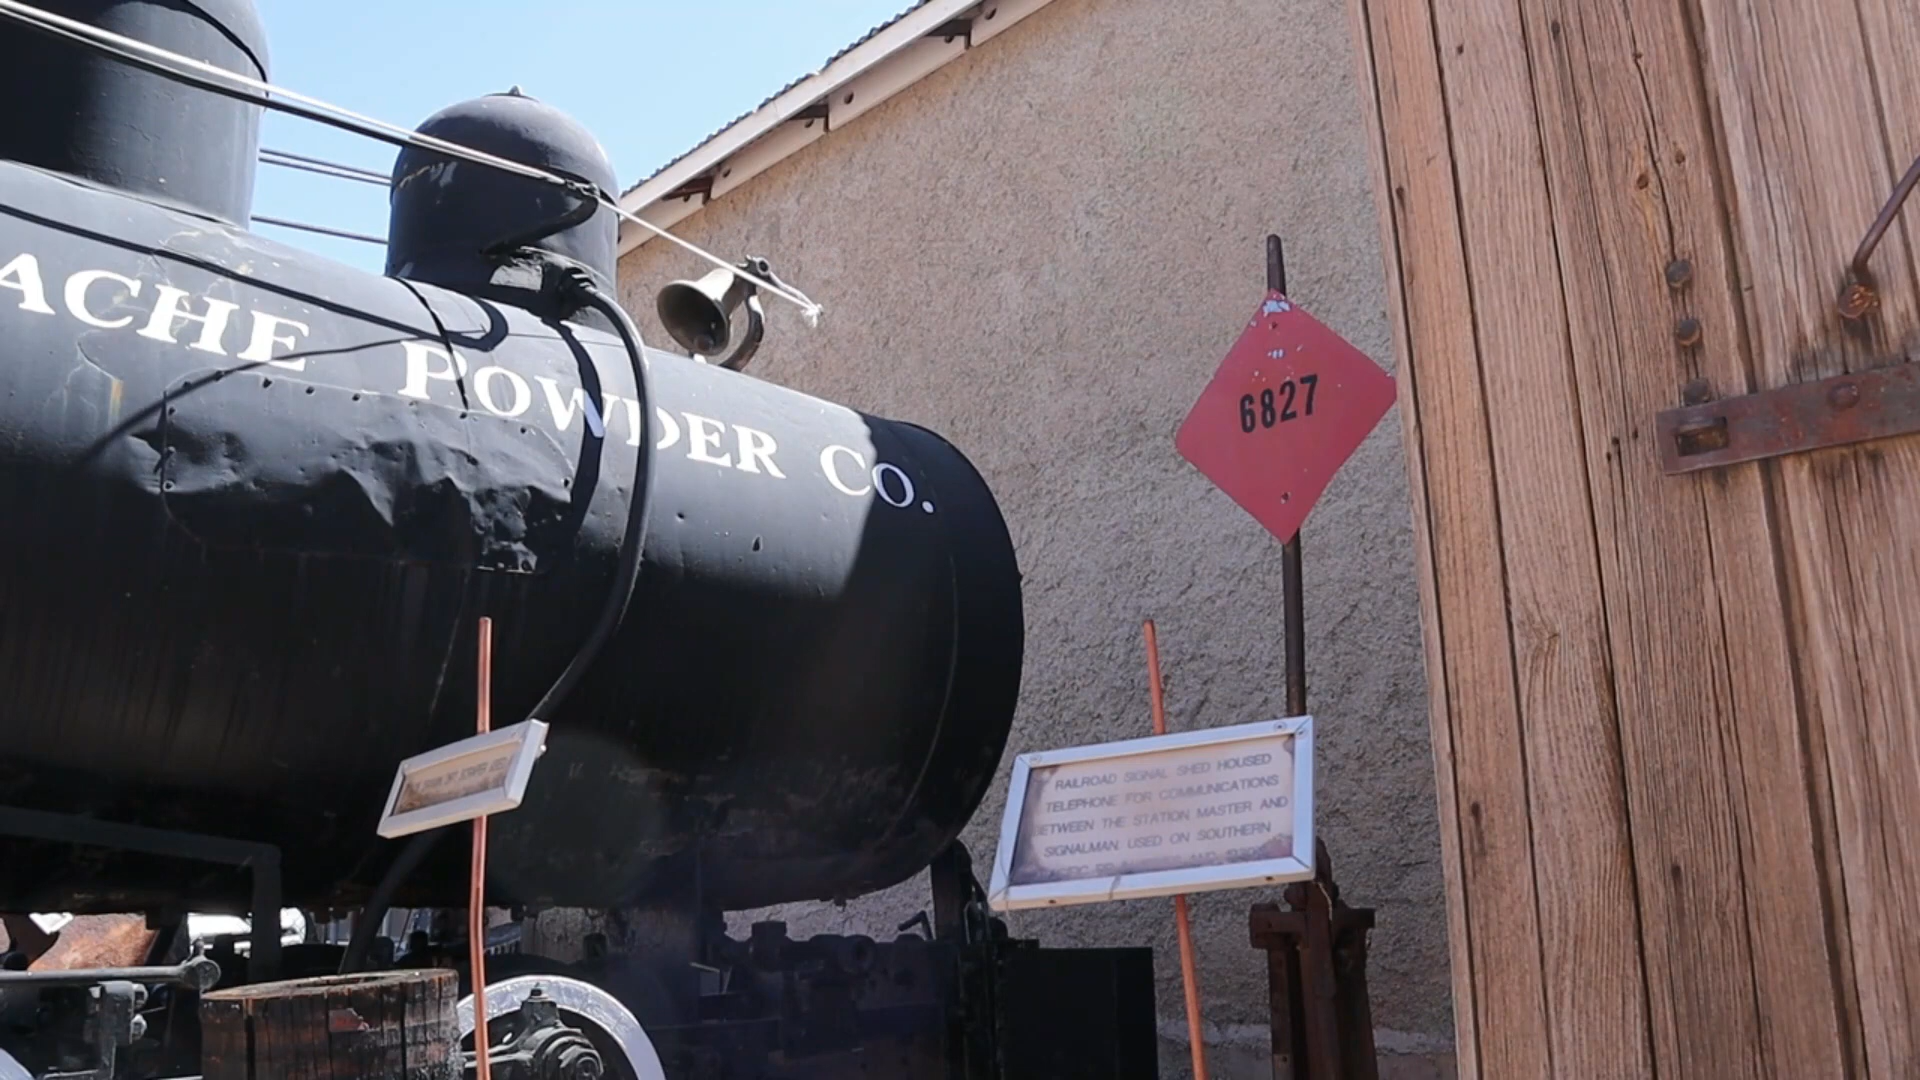 ACHE POWDER CO.
6827
RAILROAD SIGNAL SHED HOUSED
TELEPHONE FOR COMMUNICATIONS
ETWEEN THE STATION MASTER AND
SIGNALMAN USED ON SOUTHERN